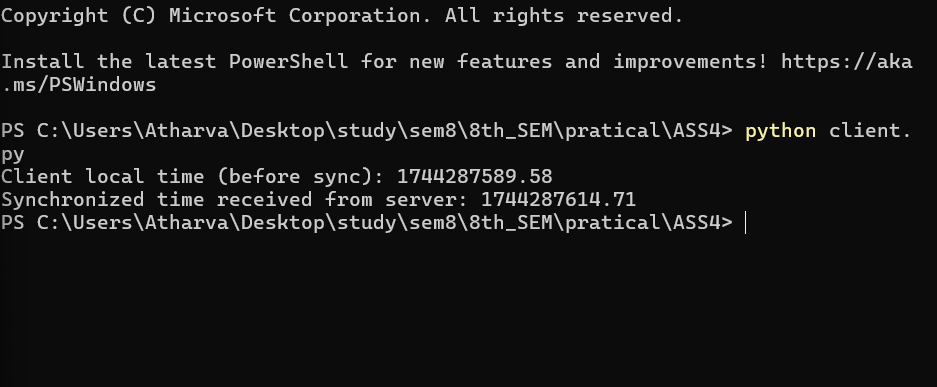 Copyright (C) Microsoft Corporation. All rights reserved.
Install the latest PowerShell for new features and improvements! https://aka
.ms/PSWindows
PS C:\Users\Atharva\Desktop\study\sem8\8th_SEM\pratical\ASS4> python client.
py
Client local time (before sync): 1744287589.58
Synchronized time received from server: 1744287614.71
PS C:\Users\Atharva\Desktop\study\sem8\8th_SEM\pratical\ASS4>